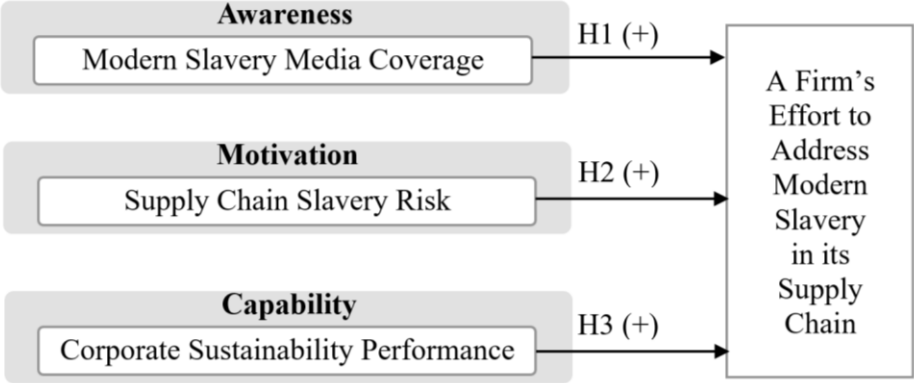 Awareness
Modern Slavery Media Coverage
H1 (+)
Motivation
Supply Chain Slavery Risk
H2 (+)
Capability
Corporate Sustainability Performance
H3 (+)
A Firm's
Effort to
Address
Modern
Slavery
in its
Supply
Chain